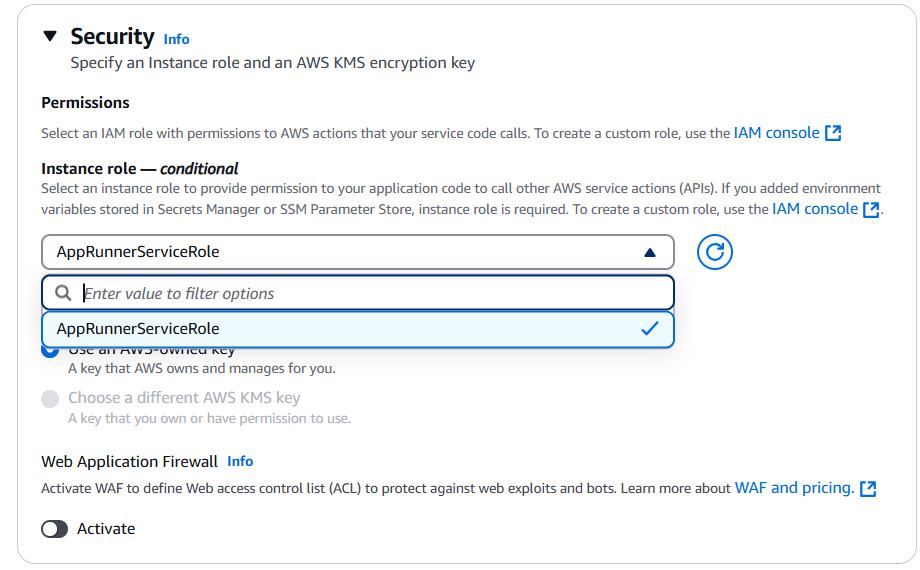 Security Info
Specify an Instance role and an AWS KMS encryption key
Permissions
Select an IAM role with permissions to AWS actions that your service code calls. To create a custom role, use the IAM console
Instance role — conditional
Select an instance role to provide permission to your application code to call other AWS service actions (APIs). If you added environment
variables stored in Secrets Manager or SSM Parameter Store, instance role is required. To create a custom role, use the IAM console .
AppRunnerServiceRole
Enter value to filter options
AppRunnerServiceRole
Use an AWS-owned key
A key that AWS owns and manages for you.
Choose a different AWS KMS key
A key that you own or have permission to use.
Web Application Firewall Info
Activate WAF to define Web access control list (ACL) to protect against web exploits and bots. Learn more about WAF and pricing.
Activate